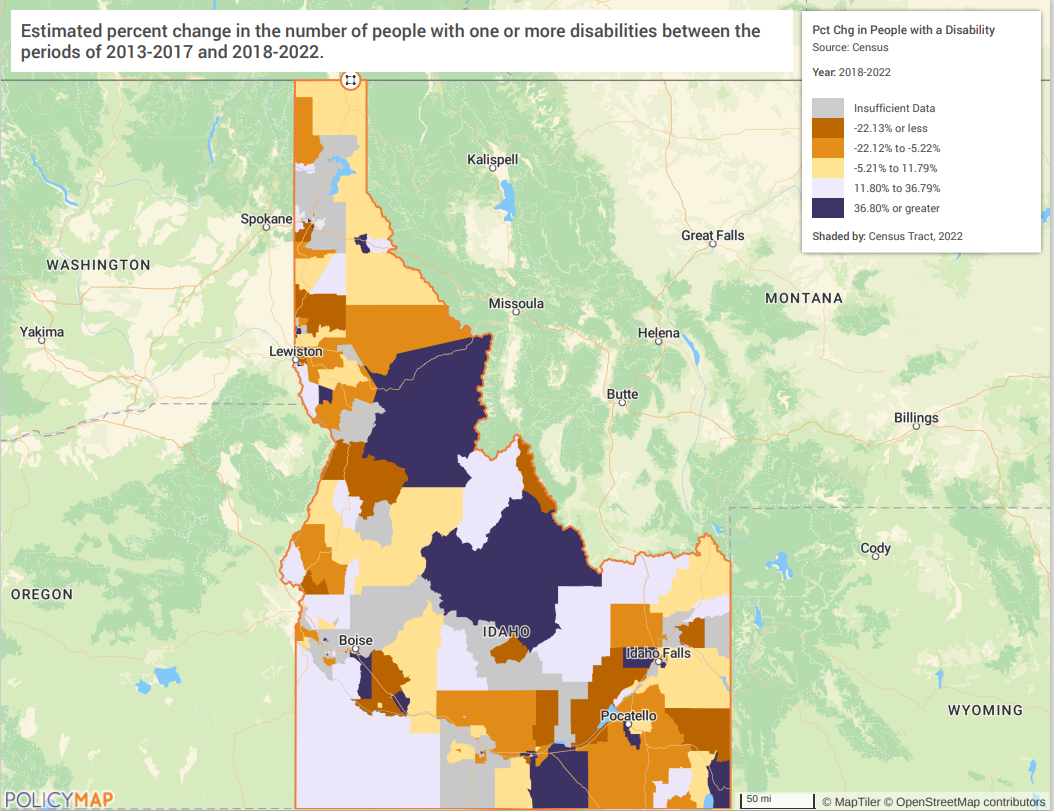 Estimated percent change in the number of people with one or more disabilities between the
periods of 2013-2017 and 2018-2022.
Pct Chg in People with a Disability
Source: Census
Year: 2018-2022
Insufficient Data
-22.13% or less
-22.12% to -5.22%
-5.21% to 11.79%
11.80% to 36.79%
36.80% or greater
Shaded by: Census Tract, 2022
Kalispell
Spokane
Great Falls
WASHINGTON
MONTANA
Missoula
Yakima
Helena
Lewiston
Butte
Billings
Cody
OREGON
IDAHO
Boise
Idaho Falls
WYOMING
Pocatello
POLICYMAP
50 mi
© MapTiler © OpenStreetMap contributors